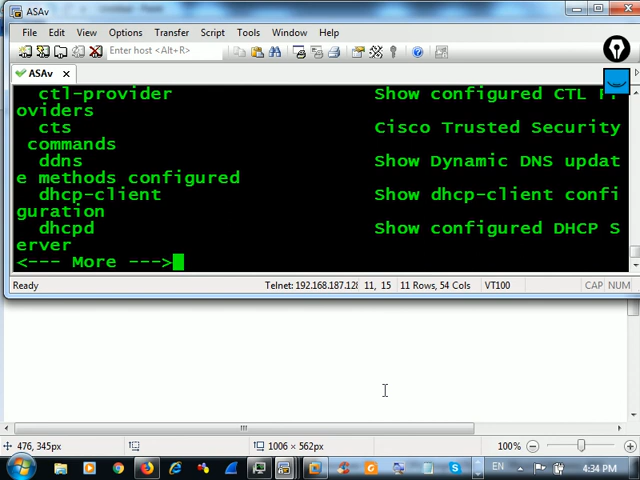 ASAv
File Edit View Options Transfer Script Tools Window Help
Enter host <Alt+R>
ASAv
ctl-provider Show configured CTL Pr
oviders
cts Cisco Trusted Security
commands
ddns Show Dynamic DNS updat
e methods configured
dhcp-client Show dhcp-client confi
guration
dhcpd Show configured DHCP S
erver
<--- More --->
Ready Telnet: 192.168.187.128 11, 15 11 Rows, 54 Cols VT100 CAP NUM
476, 345px 1006 × 562px 100%
EN 4:34 PM